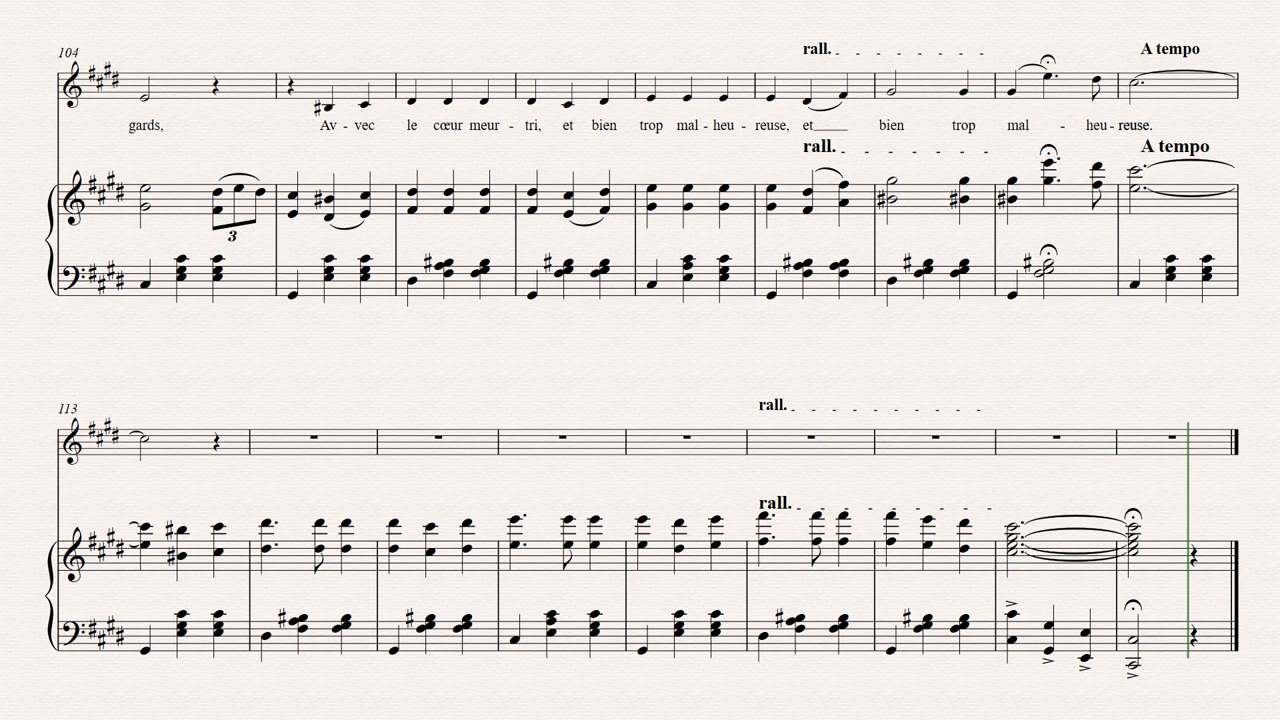 104 rall. A tempo
gards, Av - vec le cœur meur - tri, et bien trop mal - heu - reuse, et bien trop mal - heu - reuse.
rall. A tempo
3
113 rall.
rall.